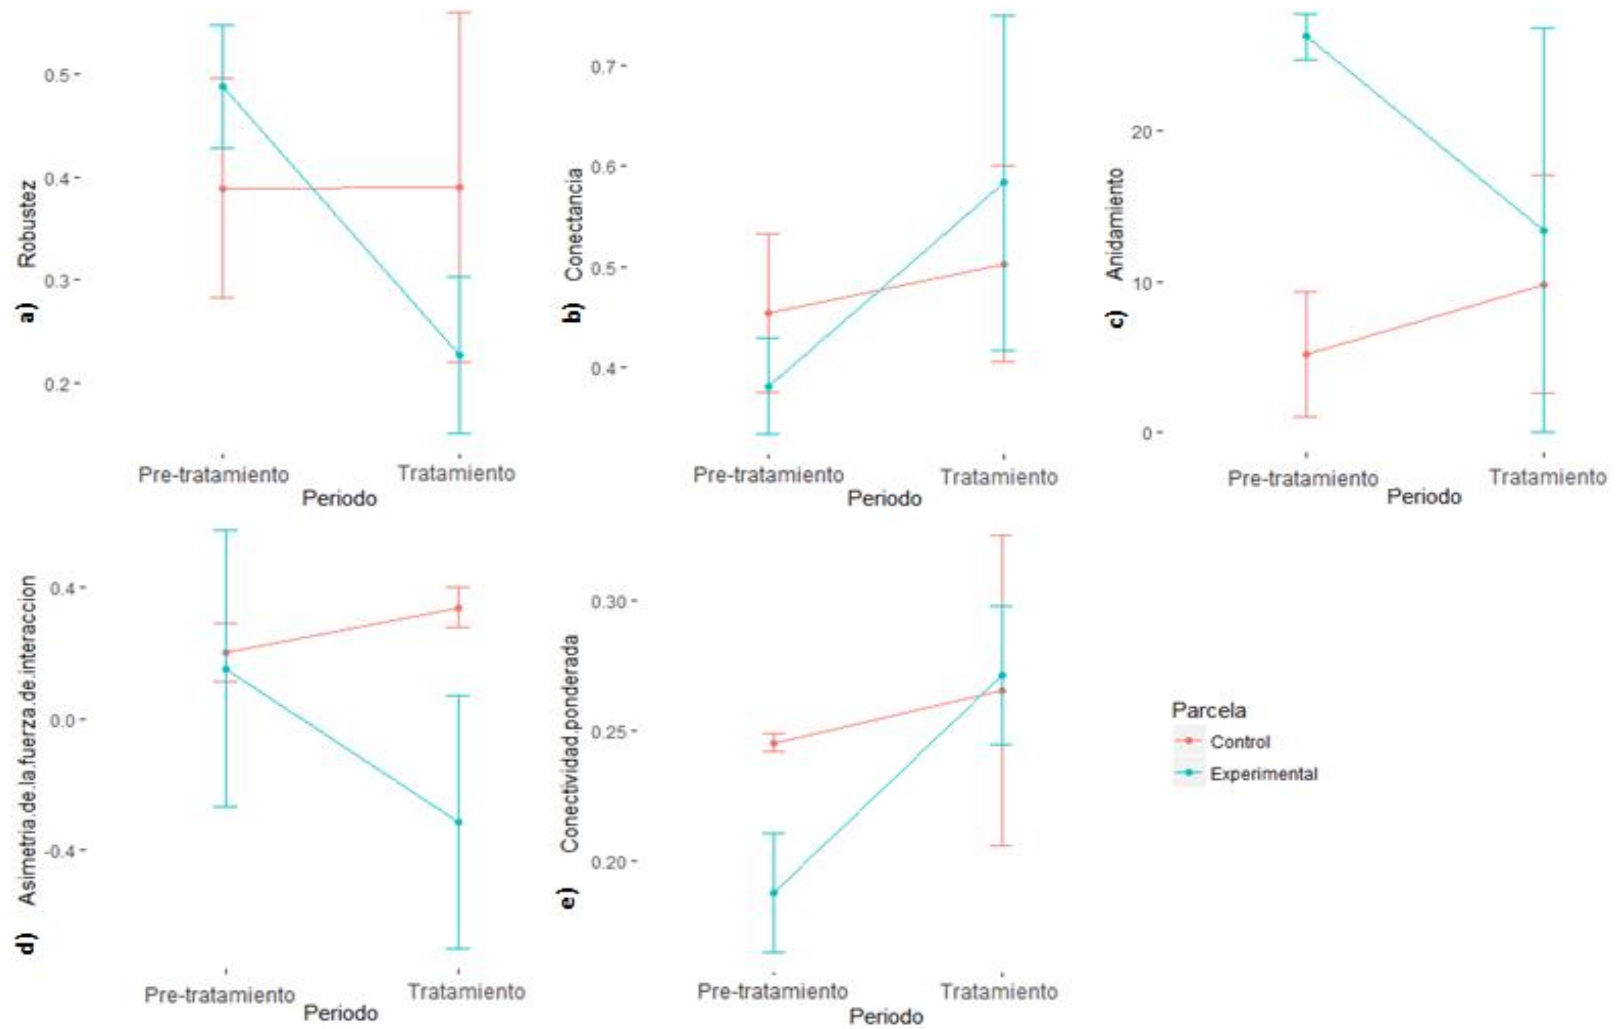 a)
Robustez
0.5
0.4
0.3
0.2
Pre-tratamiento
Tratamiento
Periodo
b)
Conectancia
0.7
0.6
0.5
0.4
Pre-tratamiento
Tratamiento
Periodo
c)
Anidamiento
20
10
0
Pre-tratamiento
Tratamiento
Periodo
d)
Asimetria.de.la.fuerza.de.interaccion
0.4
0.0
-0.4
Pre-tratamiento
Tratamiento
Periodo
e)
Conectividad.ponderada
0.30
0.25
0.20
Pre-tratamiento
Tratamiento
Periodo
Parcela
Control
Experimental